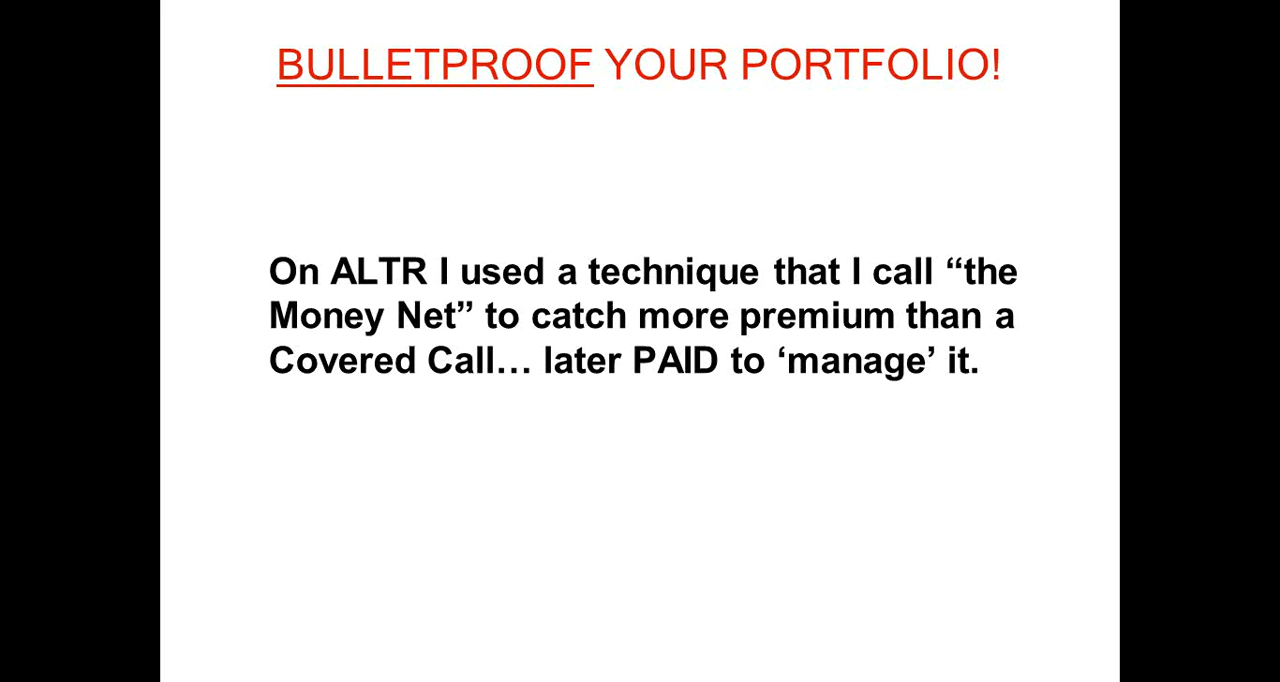 BULLETPROOF YOUR PORTFOLIO!
On ALTR I used a technique that I call “the
Money Net” to catch more premium than a
Covered Call… later PAID to ‘manage’ it.